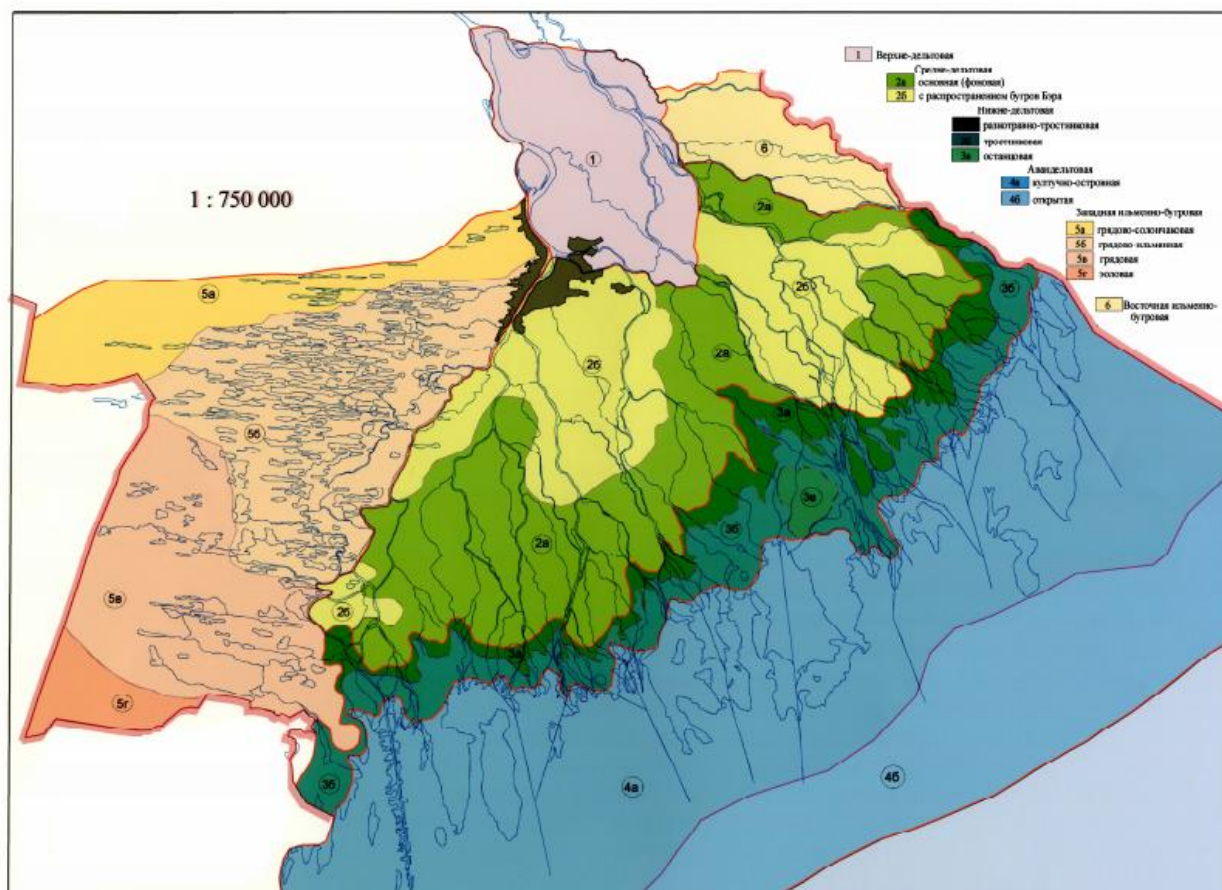 1 : 750 000
1 Верхне-дельтовая
Средне-дельтовая
2а основная (фоновая)
2б с распространением бугров Бэра
Нижне-дельтовая
разнотравно-тростниковая
3б тростниковая
3в останцовая
Авандельтовая
4а култучно-островная
4б открытая
Западная ильменно-бугровая
5а грядово-солончаковая
5б грядово-ильменная
5в грядовая
5г эоловая
6 Восточная ильменно-
бугровая
1
6
2а
2б
3б
5а
2б
2а
3а
5б
3в
3б
2а
5в
2б
3а
5г
3б
4а
4б